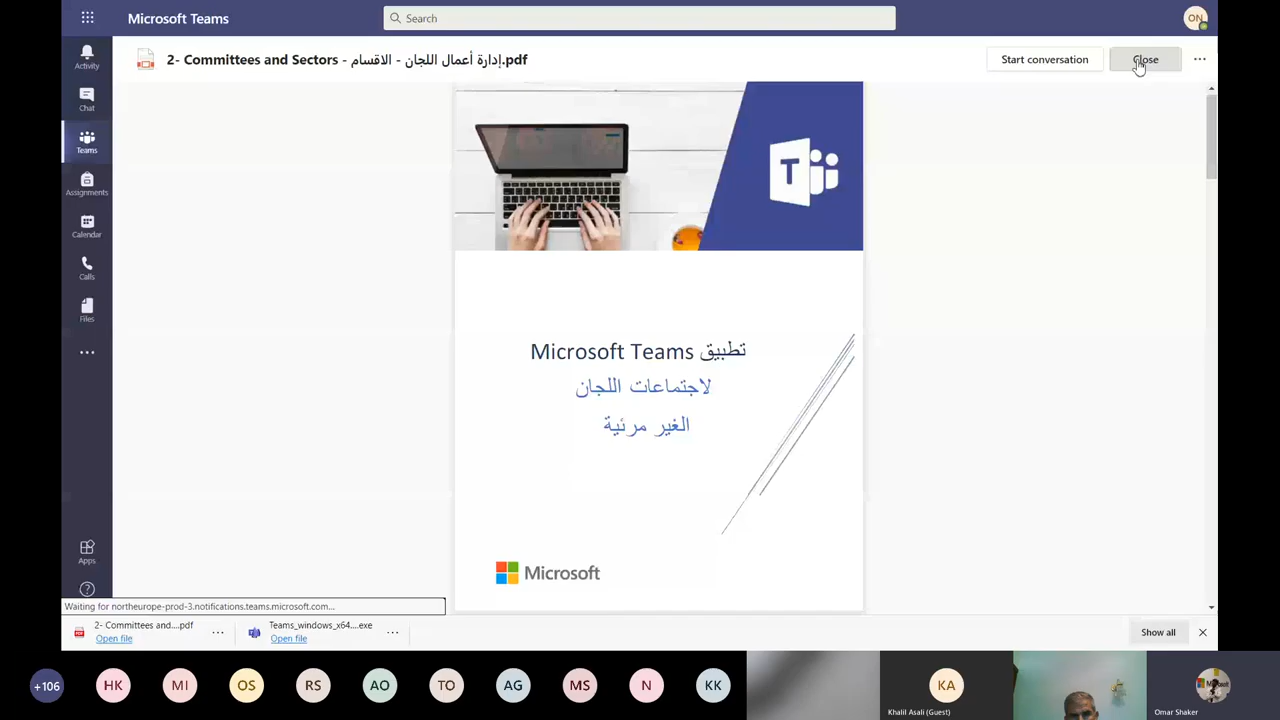 Microsoft Teams
Search
ON
2- Committees and Sectors - إدارة أعمال اللجان - الاقسام.pdf
Start conversation
Close
Activity
Chat
Teams
Assignments
Calendar
Calls
Files
Apps
T
تطبيق Microsoft Teams
لاجتماعات اللجان
الغير مرئية
Microsoft
Waiting for northeurope-prod-3.notifications.teams.microsoft.com...
2- Committees and....pdf
Open file
Teams_windows_x64....exe
Open file
Show all
+106
HK
MI
OS
RS
AO
TO
AG
MS
N
KK
KA
Khalil Asali (Guest)
Omar Shaker